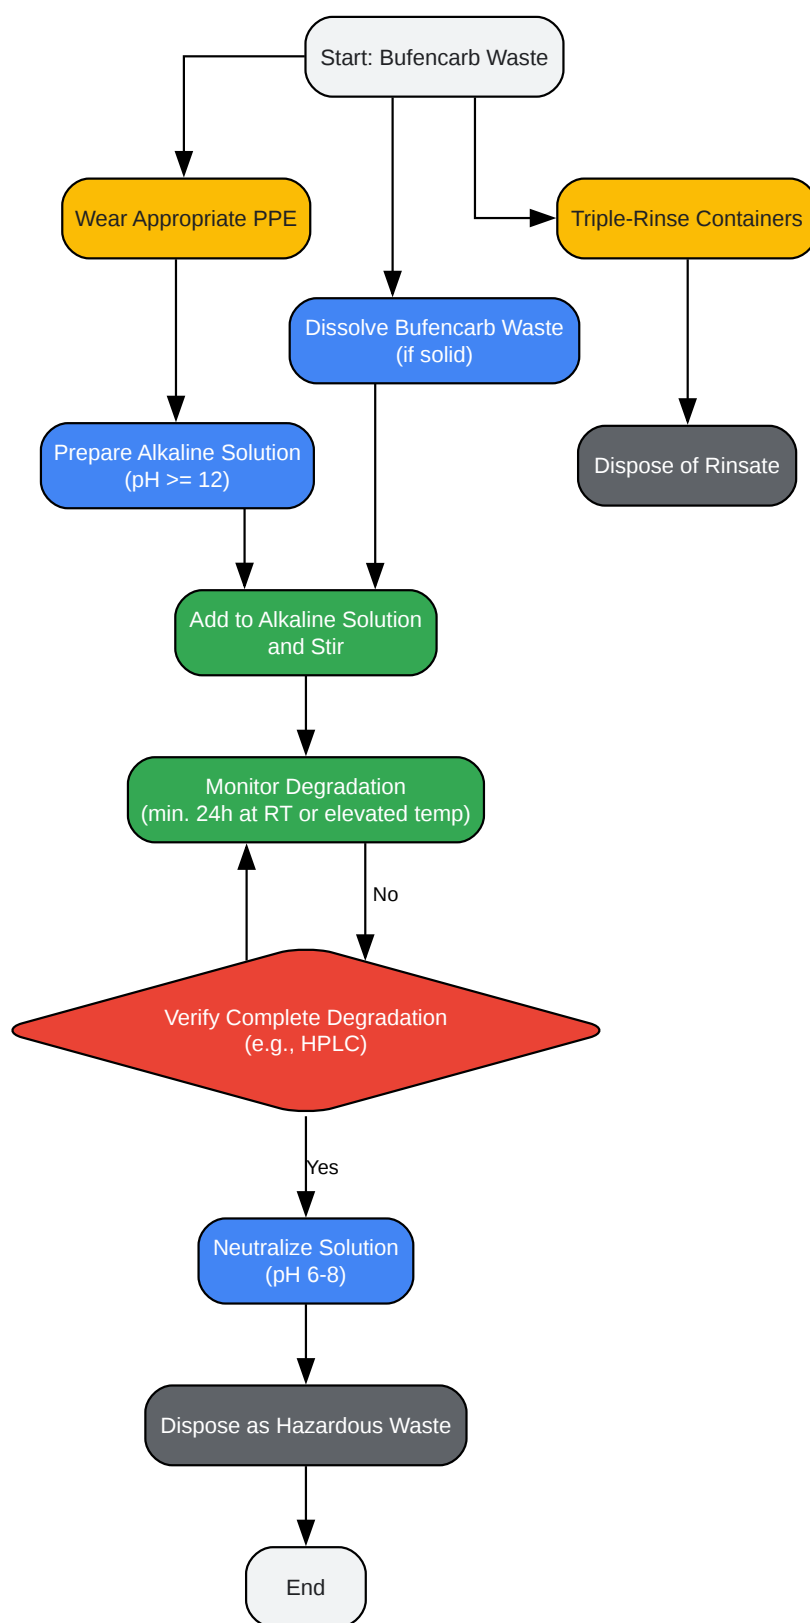 Start: Bufencarb Waste
Wear Appropriate PPE
Triple-Rinse Containers
Dissolve Bufencarb Waste
(if solid)
Prepare Alkaline Solution
(pH >= 12)
Dispose of Rinsate
Add to Alkaline Solution
and Stir
Monitor Degradation
(min. 24h at RT or elevated temp)
No
Verify Complete Degradation
(e.g., HPLC)
Yes
Neutralize Solution
(pH 6-8)
Dispose as Hazardous Waste
End